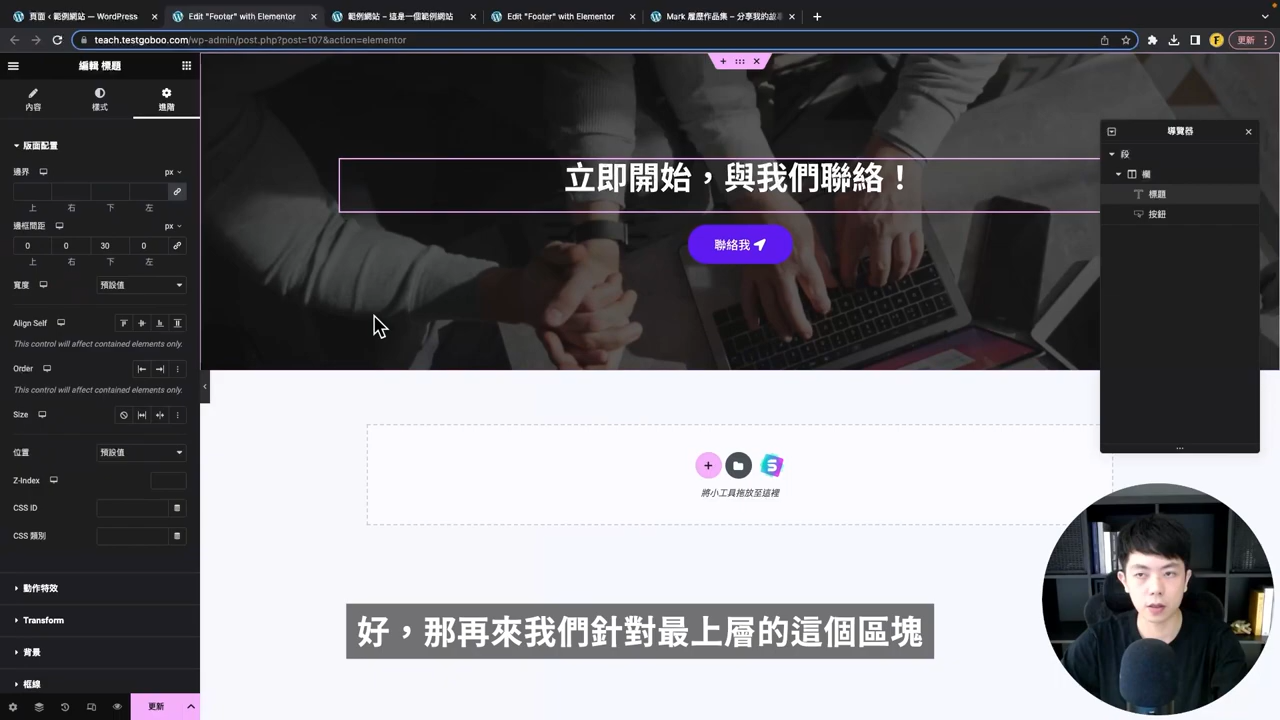 頁面 ‹ 範例網站 — WordPress
Edit "Footer" with Elementor
範例網站 – 這是一個範例網站
Edit "Footer" with Elementor
Mark 履歷作品集 – 分享我的故事
teach.testgoboo.com/wp-admin/post.php?post=107&action=elementor
更新
編輯 標題
內容
樣式
進階
版面配置
邊界
px
上 右 下 左
邊框間距
px
0 0 30 0
上 右 下 左
寬度
預設值
Align Self
This control will affect contained elements only.
Order
This control will affect contained elements only.
Size
位置
預設值
Z-Index
CSS ID
CSS 類別
動作特效
Transform
背景
框線
更新
立即開始，與我們聯絡！
聯絡我
將小工具拖放至這裡
導覽器
段
欄
標題
按鈕
好，那再來我們針對最上層的這個區塊